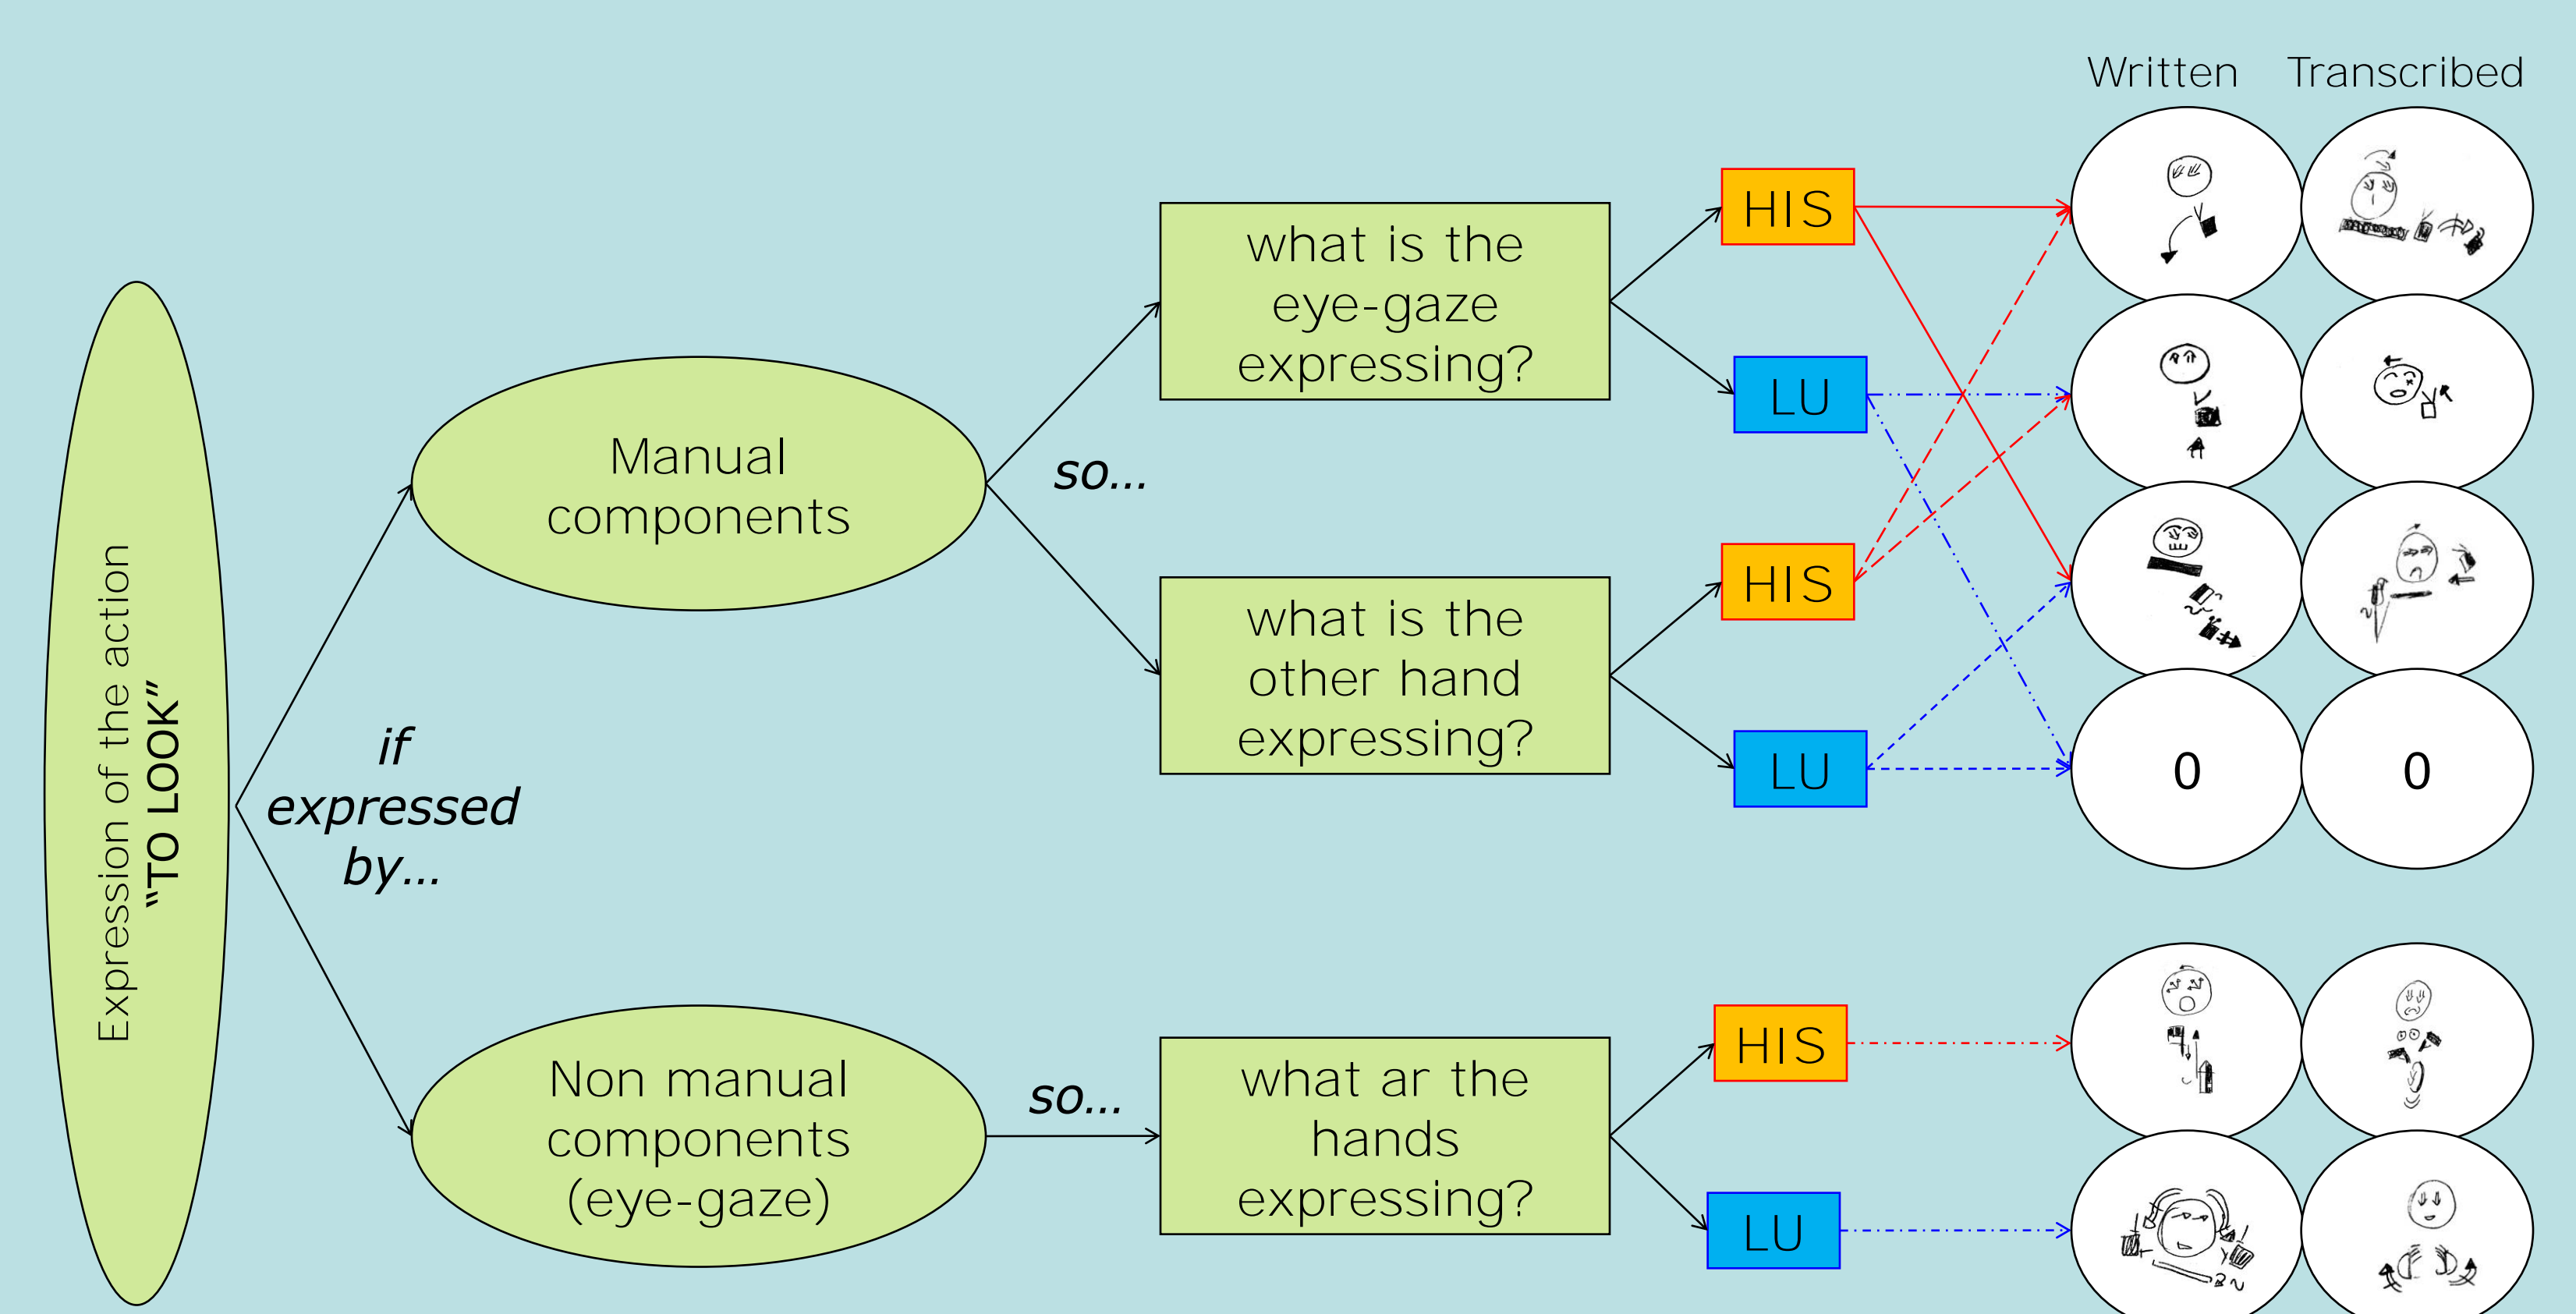 Written
Transcribed
Expression of the action
“TO LOOK”
if
expressed
by...
Manual
components
so...
what is the
eye-gaze
expressing?
HIS
LU
what is the
other hand
expressing?
HIS
LU
0
0
Non manual
components
(eye-gaze)
so...
what ar the
hands
expressing?
HIS
LU